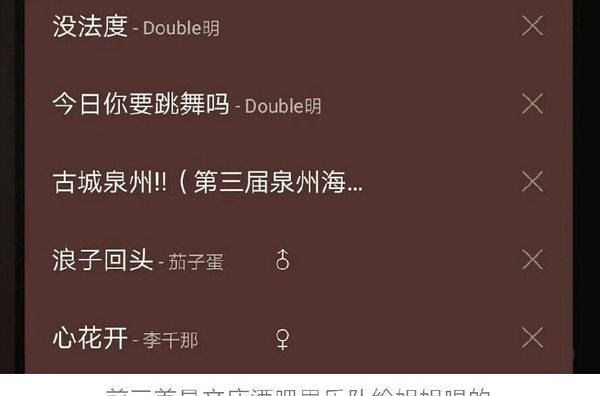 没法度 - Double明
今日你要跳舞吗 - Double明
古城泉州!!（第三届泉州海...
浪子回头 - 茄子蛋 ♂
心花开 - 李千那 ♀